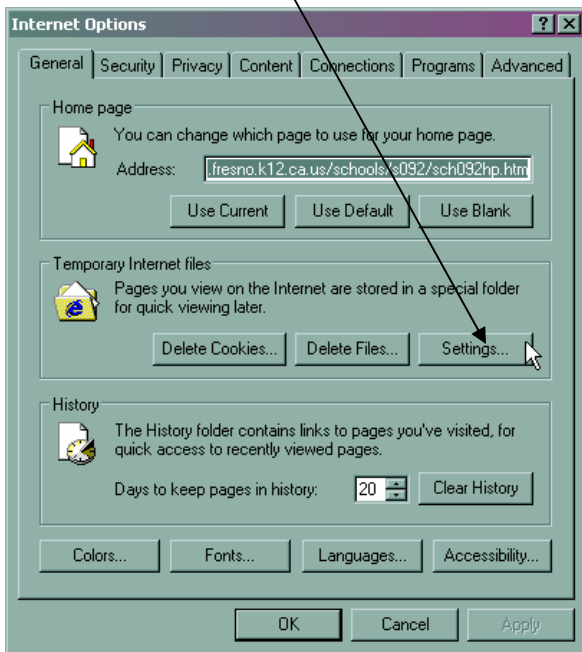 Internet Options
General Security Privacy Content Connections Programs Advanced
Home page
You can change which page to use for your home page.
Address: .fresno.k12.ca.us/schools/s092/sch092hp.htm
Use Current Use Default Use Blank
Temporary Internet files
Pages you view on the Internet are stored in a special folder
for quick viewing later.
Delete Cookies... Delete Files... Settings...
History
The History folder contains links to pages you've visited, for
quick access to recently viewed pages.
Days to keep pages in history: 20 Clear History
Colors... Fonts... Languages... Accessibility...
OK Cancel Apply